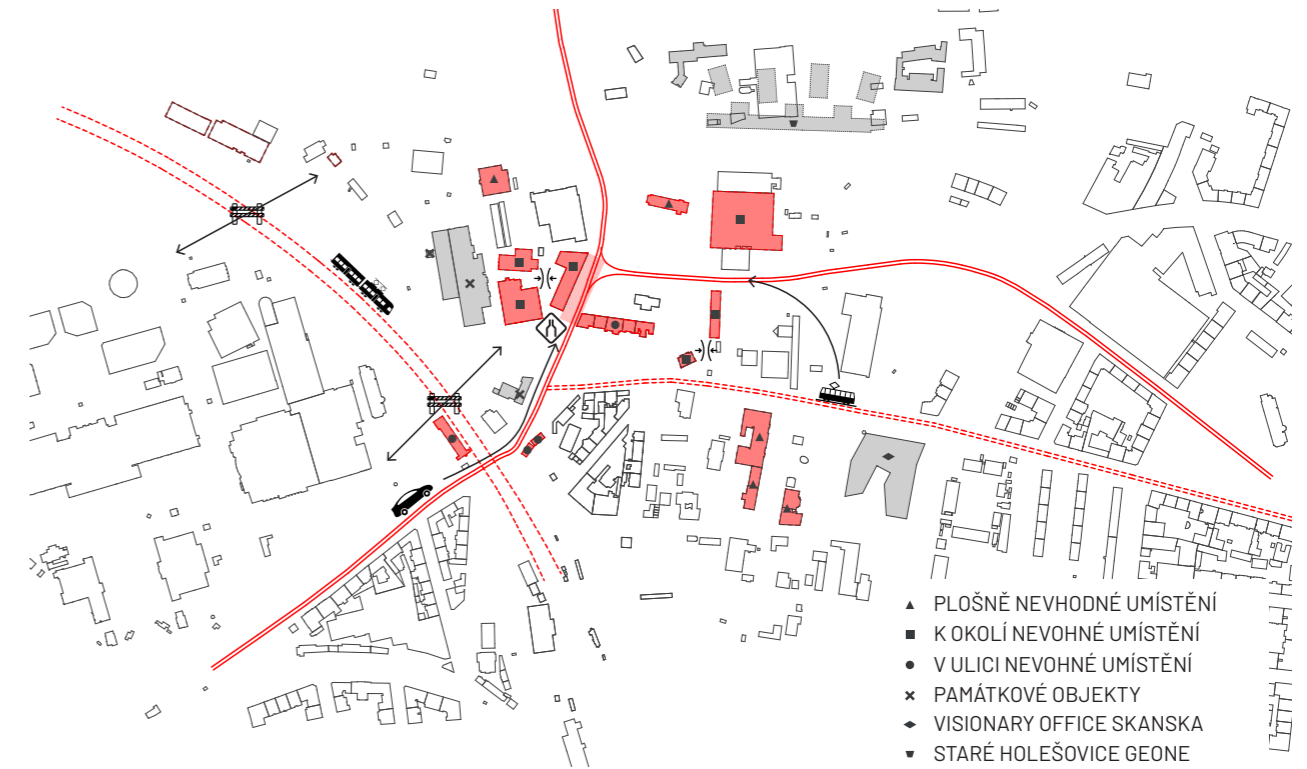 PLOŠNĚ NEVHODNÉ UMÍSTĚNÍ
K OKOLÍ NEVOHNÉ UMÍSTĚNÍ
V ULICI NEVOHNÉ UMÍSTĚNÍ
PAMÁTKOVÉ OBJEKTY
VISIONARY OFFICE SKANSKA
STARÉ HOLEŠOVICE GEONE